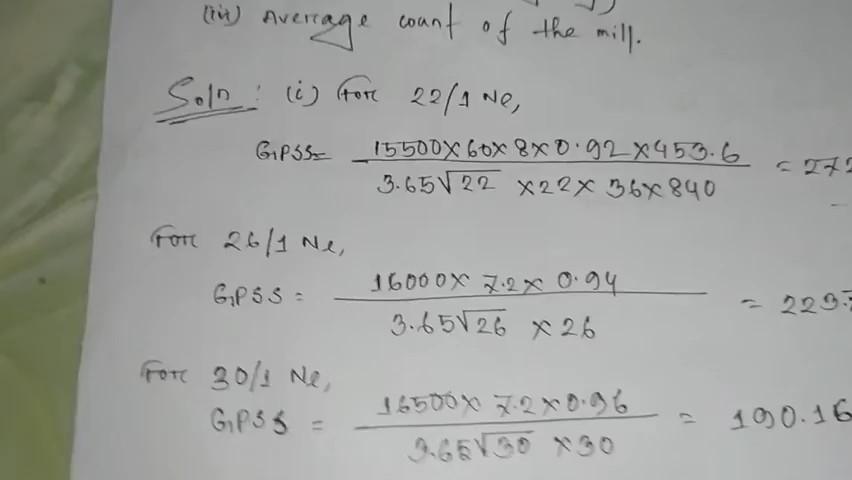 (iii) Average count of the mill.
Soln: (i) For 22/1 Ne,
GPSS= 15500×60×8×0.92×453.6 / 3.65√22 ×22× 36×840 = 272
For 26/1 Ne,
GPSS = 16000× 7.2× 0.94 / 3.65√26 × 26 = 223.
For 30/1 Ne,
GPSS = 16500× 7.2×0.96 / 3.65√30 ×30 = 190.16